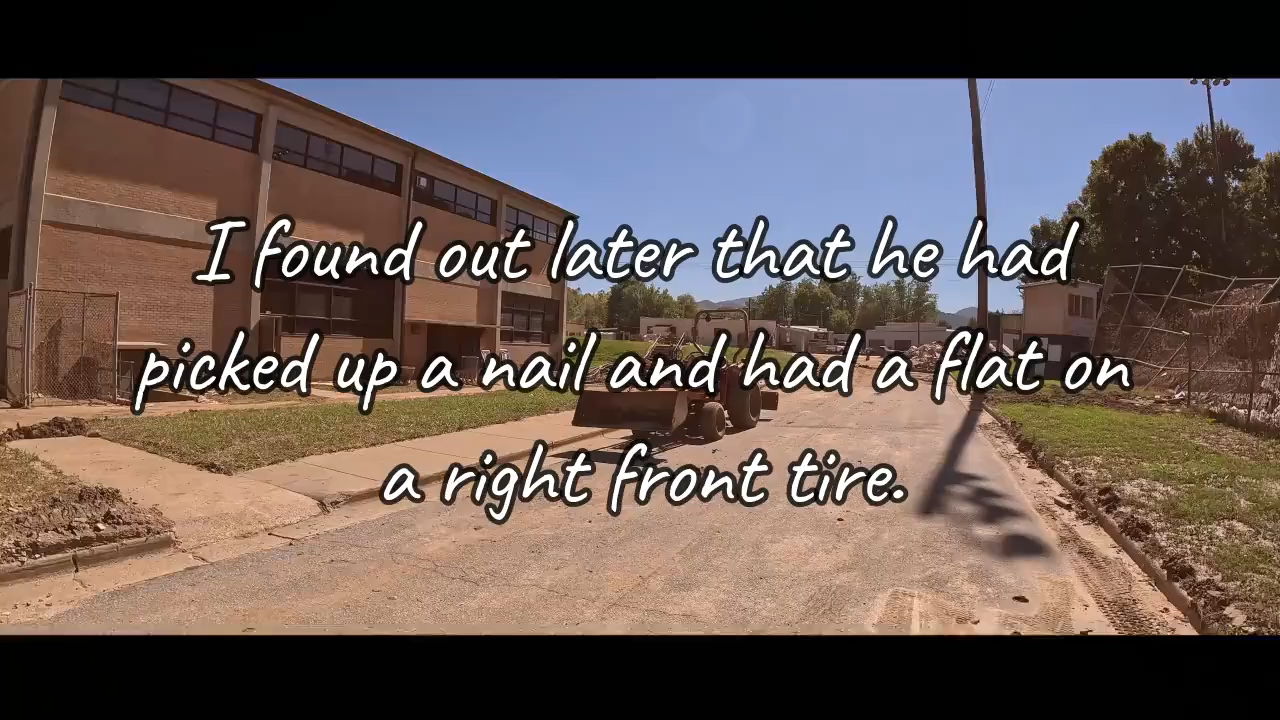 I found out later that he had
picked up a nail and had a flat on
a right front tire.